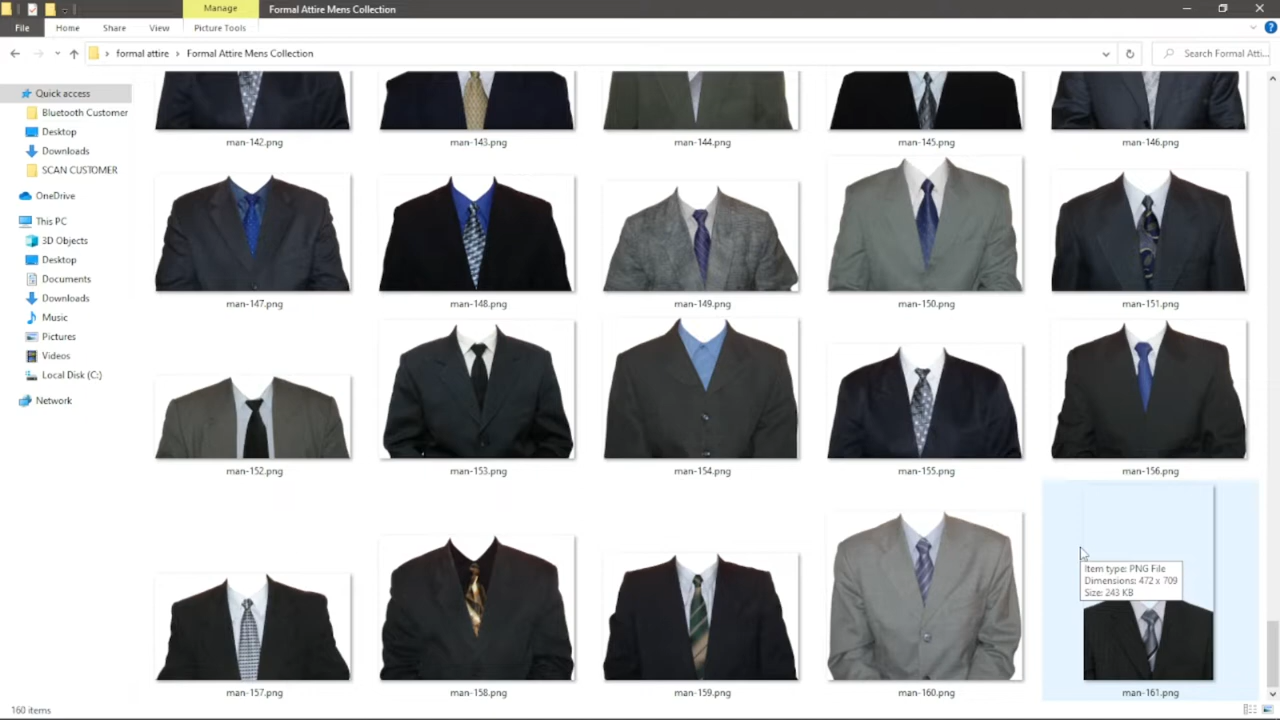 Manage
Formal Attire Mens Collection
File
Home
Share
View
Picture Tools
formal attire
Formal Attire Mens Collection
Search Formal Atti...
Quick access
Bluetooth Customer
Desktop
Downloads
SCAN CUSTOMER
OneDrive
This PC
3D Objects
Desktop
Documents
Downloads
Music
Pictures
Videos
Local Disk (C:)
Network
man-142.png
man-143.png
man-144.png
man-145.png
man-146.png
man-147.png
man-148.png
man-149.png
man-150.png
man-151.png
man-152.png
man-153.png
man-154.png
man-155.png
man-156.png
Item type: PNG File
Dimensions: 472 x 709
Size: 243 KB
man-157.png
man-158.png
man-159.png
man-160.png
man-161.png
160 items